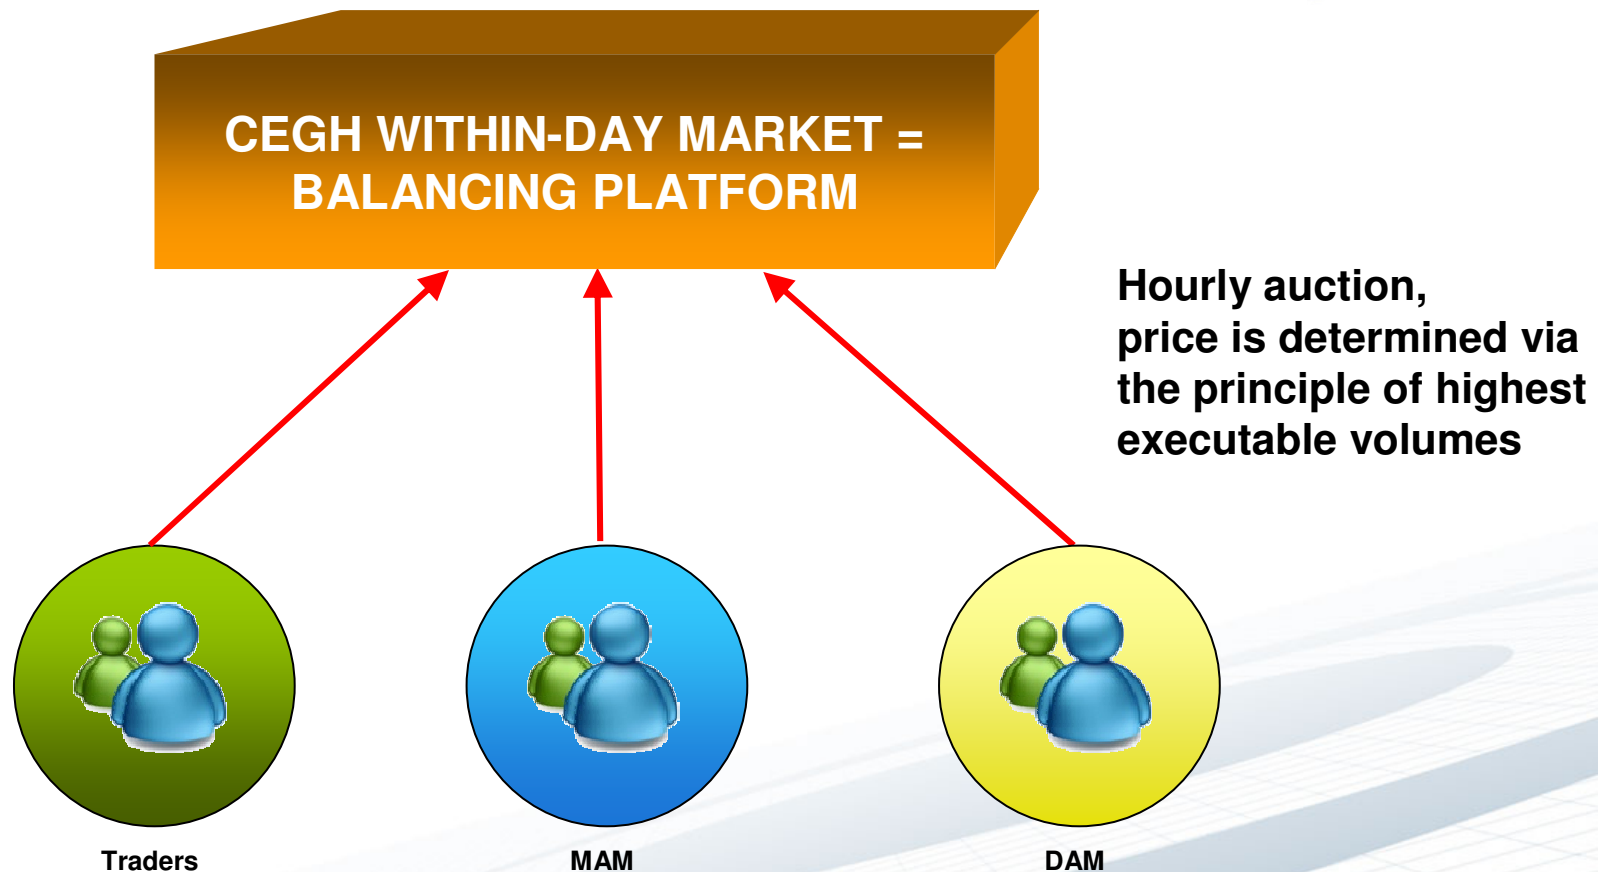 CEGH WITHIN-DAY MARKET =
BALANCING PLATFORM
Hourly auction,
price is determined via
the principle of highest
executable volumes
Traders
MAM
DAM